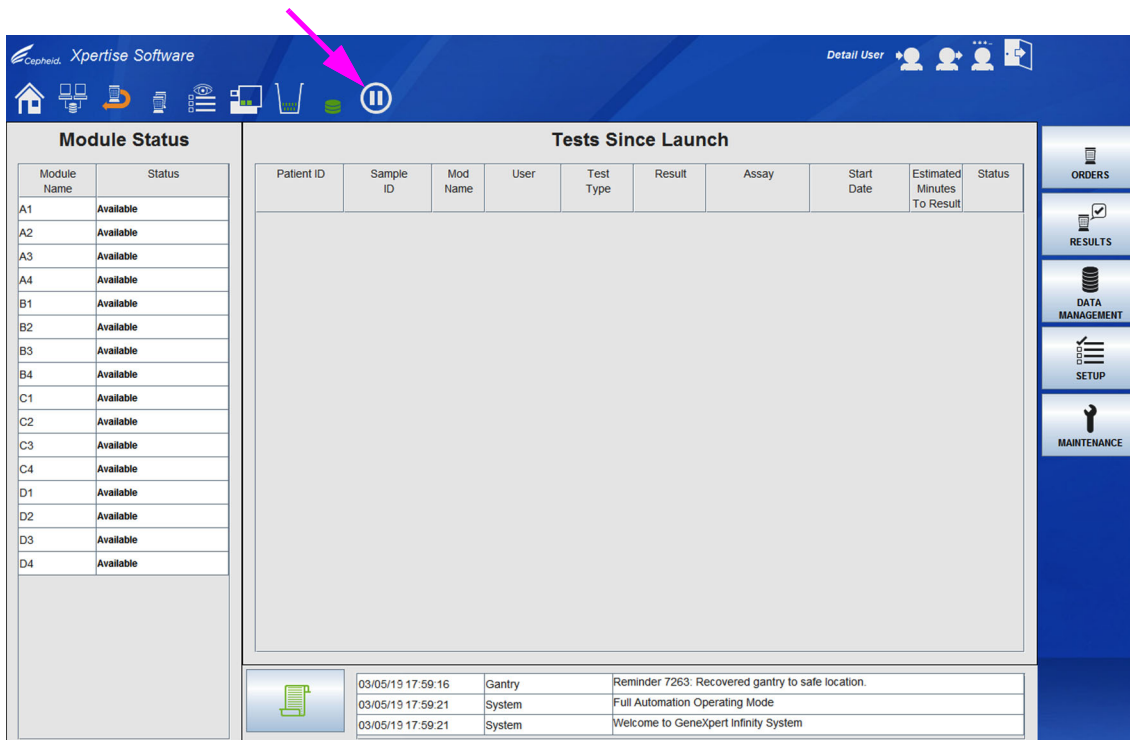 Cepheid. Xpertise Software
Detail User
***_
Module Status
Module Name Status
A1 Available
A2 Available
A3 Available
A4 Available
B1 Available
B2 Available
B3 Available
B4 Available
C1 Available
C2 Available
C3 Available
C4 Available
D1 Available
D2 Available
D3 Available
D4 Available
Tests Since Launch
Patient ID Sample ID Mod Name User Test Type Result Assay Start Date Estimated Minutes To Result Status
ORDERS
RESULTS
DATA
MANAGEMENT
SETUP
MAINTENANCE
03/05/19 17:59:16 Gantry Reminder 7263: Recovered gantry to safe location.
03/05/19 17:59:21 System Full Automation Operating Mode
03/05/19 17:59:21 System Welcome to GeneXpert Infinity System